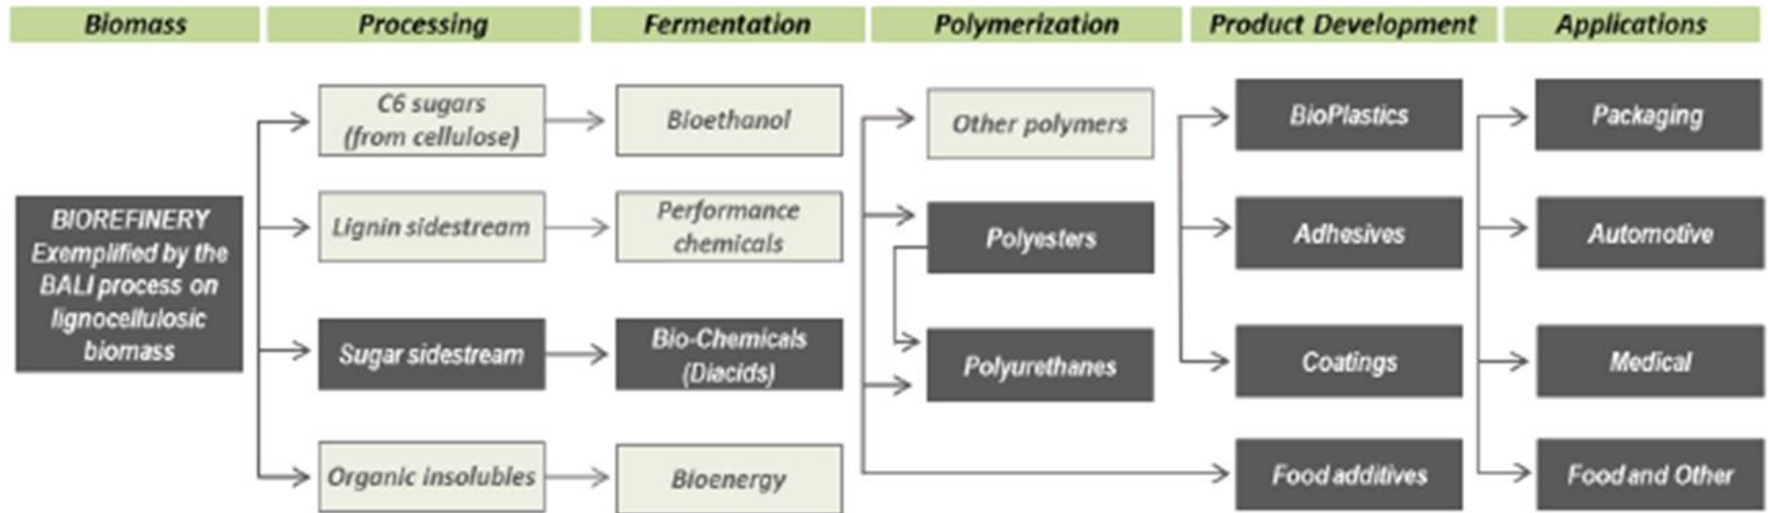 Biomass
Processing
Fermentation
Polymerization
Product Development
Applications
BIOREFINERY
Exemplified by the
BALI process on
lignocellulosic
biomass
C6 sugars
(from cellulose)
Lignin sidestream
Sugar sidestream
Organic insolubles
Bioethanol
Performance
chemicals
Bio-Chemicals
(Diacids)
Bioenergy
Other polymers
Polyesters
Polyurethanes
BioPlastics
Adhesives
Coatings
Food additives
Packaging
Automotive
Medical
Food and Other